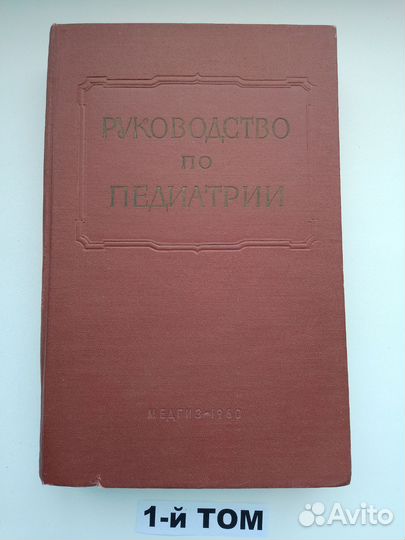 РУКОВОДСТВО
ПО
ПЕДИАТРИИ
МЕДГИЗ-1960
1-й ТОМ
Avito